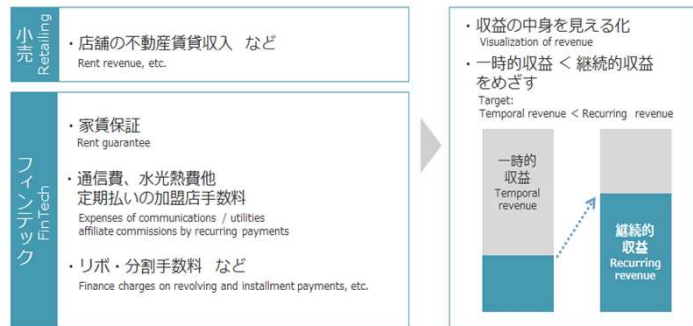 小売
Retailing
・店舗の不動産賃貸収入 など
Rent revenue, etc.
フィンテック
FinTech
・家賃保証
Rent guarantee
・通信費、水光熱費他
定期払いの加盟店手数料
Expenses of communications / utilities
affiliate commissions by recurring payments
・リボ・分割手数料 など
Finance charges on revolving and installment payments, etc.
・収益の中身を見える化
Visualization of revenue
・一時的収益 < 継続的収益
をめざす
Target:
Temporal revenue < Recurring revenue
一時的
収益
Temporal
revenue
継続的
収益
Recurring
revenue